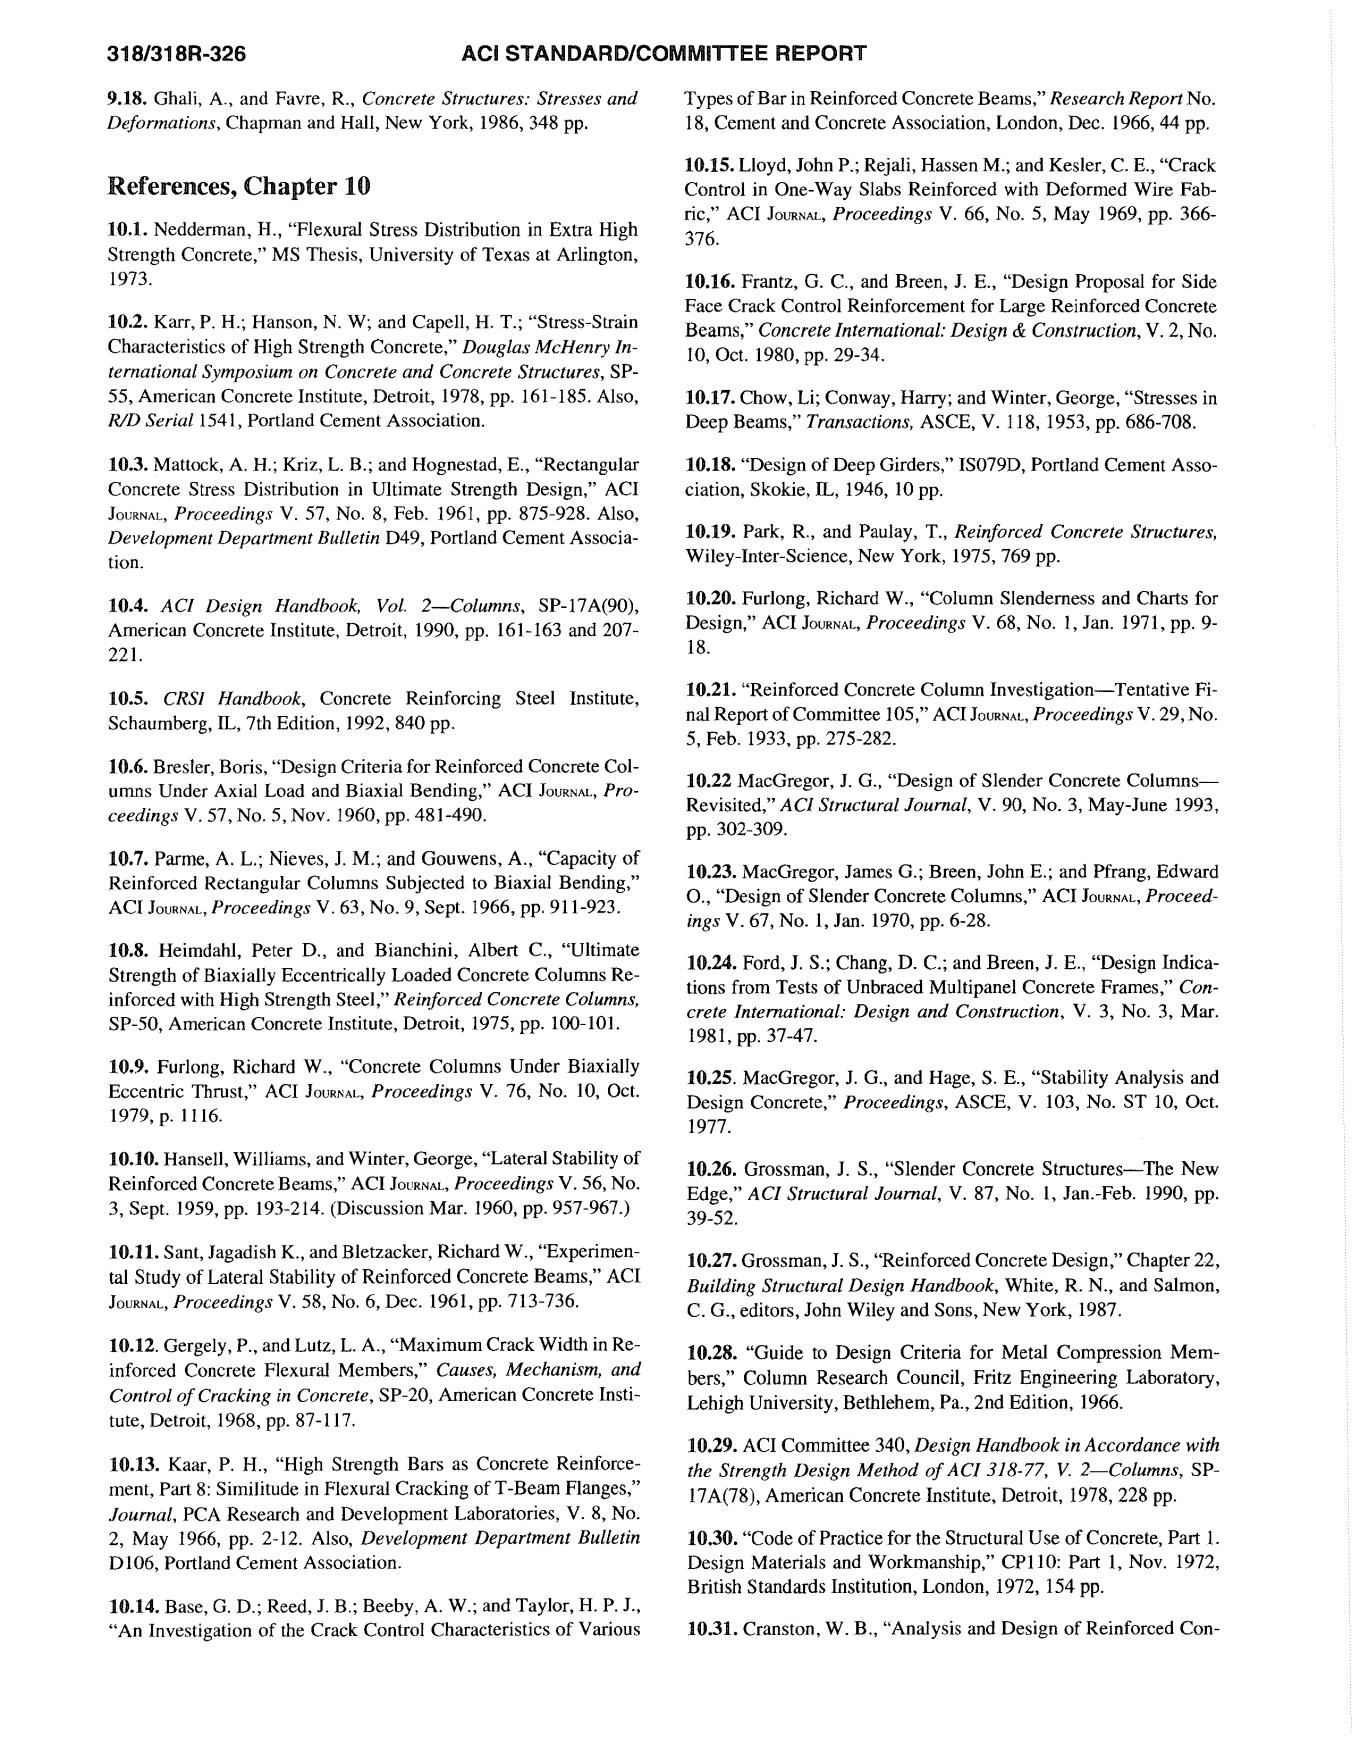 318/318R-326
ACI STANDARD/COMMITTEE REPORT
9.18. Ghali, A., and Favre, R., Concrete Structures: Stresses and
Deformations, Chapman and Hall, New York, 1986, 348 pp.
References, Chapter 10
10.1. Nedderman, H., “Flexural Stress Distribution in Extra High
Strength Concrete,” MS Thesis, University of Texas at Arlington,
1973.
10.2. Karr, P. H.; Hanson, N. W; and Capell, H. T.; “Stress-Strain
Characteristics of High Strength Concrete,” Douglas McHenry In-
ternational Symposium on Concrete and Concrete Structures, SP-
55, American Concrete Institute, Detroit, 1978, pp. 161-185. Also,
R/D Serial 1541, Portland Cement Association.
10.3. Mattock, A. H.; Kriz, L. B.; and Hognestad, E., “Rectangular
Concrete Stress Distribution in Ultimate Strength Design,” ACI
JOURNAL, Proceedings V. 57, No. 8, Feb. 1961, pp. 875-928. Also,
Development Department Bulletin D49, Portland Cement Associa-
tion.
10.4. ACI Design Handbook, Vol. 2—Columns, SP-17A(90),
American Concrete Institute, Detroit, 1990, pp. 161-163 and 207-
221.
10.5. CRSI Handbook, Concrete Reinforcing Steel Institute,
Schaumberg, IL, 7th Edition, 1992, 840 pp.
10.6. Bresler, Boris, “Design Criteria for Reinforced Concrete Col-
umns Under Axial Load and Biaxial Bending,” ACI JOURNAL, Pro-
ceedings V. 57, No. 5, Nov. 1960, pp. 481-490.
10.7. Parme, A. L.; Nieves, J. M.; and Gouwens, A., “Capacity of
Reinforced Rectangular Columns Subjected to Biaxial Bending,”
ACI JOURNAL, Proceedings V. 63, No. 9, Sept. 1966, pp. 911-923.
10.8. Heimdahl, Peter D., and Bianchini, Albert C., “Ultimate
Strength of Biaxially Eccentrically Loaded Concrete Columns Re-
inforced with High Strength Steel,” Reinforced Concrete Columns,
SP-50, American Concrete Institute, Detroit, 1975, pp. 100-101.
10.9. Furlong, Richard W., “Concrete Columns Under Biaxially
Eccentric Thrust,” ACI JOURNAL, Proceedings V. 76, No. 10, Oct.
1979, p. 1116.
10.10. Hansell, Williams, and Winter, George, “Lateral Stability of
Reinforced Concrete Beams,” ACI JOURNAL, Proceedings V. 56, No.
3, Sept. 1959, pp. 193-214. (Discussion Mar. 1960, pp. 957-967.)
10.11. Sant, Jagadish K., and Bletzacker, Richard W., “Experimen-
tal Study of Lateral Stability of Reinforced Concrete Beams,” ACI
JOURNAL, Proceedings V. 58, No. 6, Dec. 1961, pp. 713-736.
10.12. Gergely, P., and Lutz, L. A., “Maximum Crack Width in Re-
inforced Concrete Flexural Members,” Causes, Mechanism, and
Control of Cracking in Concrete, SP-20, American Concrete Insti-
tute, Detroit, 1968, pp. 87-117.
10.13. Kaar, P. H., “High Strength Bars as Concrete Reinforce-
ment, Part 8: Similitude in Flexural Cracking of T-Beam Flanges,”
Journal, PCA Research and Development Laboratories, V. 8, No.
2, May 1966, pp. 2-12. Also, Development Department Bulletin
D106, Portland Cement Association.
10.14. Base, G. D.; Reed, J. B.; Beeby, A. W.; and Taylor, H. P. J.,
“An Investigation of the Crack Control Characteristics of Various
Types of Bar in Reinforced Concrete Beams,” Research Report No.
18, Cement and Concrete Association, London, Dec. 1966, 44 pp.
10.15. Lloyd, John P.; Rejali, Hassen M.; and Kesler, C. E., “Crack
Control in One-Way Slabs Reinforced with Deformed Wire Fab-
ric,” ACI JOURNAL, Proceedings V. 66, No. 5, May 1969, pp. 366-
376.
10.16. Frantz, G. C., and Breen, J. E., “Design Proposal for Side
Face Crack Control Reinforcement for Large Reinforced Concrete
Beams,” Concrete International: Design & Construction, V. 2, No.
10, Oct. 1980, pp. 29-34.
10.17. Chow, Li; Conway, Harry; and Winter, George, “Stresses in
Deep Beams,” Transactions, ASCE, V. 118, 1953, pp. 686-708.
10.18. “Design of Deep Girders,” IS079D, Portland Cement Asso-
ciation, Skokie, IL, 1946, 10 pp.
10.19. Park, R., and Paulay, T., Reinforced Concrete Structures,
Wiley-Inter-Science, New York, 1975, 769 pp.
10.20. Furlong, Richard W., “Column Slenderness and Charts for
Design,” ACI JOURNAL, Proceedings V. 68, No. 1, Jan. 1971, pp. 9-
18.
10.21. “Reinforced Concrete Column Investigation—Tentative Fi-
nal Report of Committee 105,” ACI JOURNAL, Proceedings V. 29, No.
5, Feb. 1933, pp. 275-282.
10.22 MacGregor, J. G., “Design of Slender Concrete Columns—
Revisited,” ACI Structural Journal, V. 90, No. 3, May-June 1993,
pp. 302-309.
10.23. MacGregor, James G.; Breen, John E.; and Pfrang, Edward
O., “Design of Slender Concrete Columns,” ACI JOURNAL, Proceed-
ings V. 67, No. 1, Jan. 1970, pp. 6-28.
10.24. Ford, J. S.; Chang, D. C.; and Breen, J. E., “Design Indica-
tions from Tests of Unbraced Multipanel Concrete Frames,” Con-
crete International: Design and Construction, V. 3, No. 3, Mar.
1981, pp. 37-47.
10.25. MacGregor, J. G., and Hage, S. E., “Stability Analysis and
Design Concrete,” Proceedings, ASCE, V. 103, No. ST 10, Oct.
1977.
10.26. Grossman, J. S., “Slender Concrete Structures—The New
Edge,” ACI Structural Journal, V. 87, No. 1, Jan.-Feb. 1990, pp.
39-52.
10.27. Grossman, J. S., “Reinforced Concrete Design,” Chapter 22,
Building Structural Design Handbook, White, R. N., and Salmon,
C. G., editors, John Wiley and Sons, New York, 1987.
10.28. “Guide to Design Criteria for Metal Compression Mem-
bers,” Column Research Council, Fritz Engineering Laboratory,
Lehigh University, Bethlehem, Pa., 2nd Edition, 1966.
10.29. ACI Committee 340, Design Handbook in Accordance with
the Strength Design Method of ACI 318-77, V. 2—Columns, SP-
17A(78), American Concrete Institute, Detroit, 1978, 228 pp.
10.30. “Code of Practice for the Structural Use of Concrete, Part 1.
Design Materials and Workmanship,” CP110: Part 1, Nov. 1972,
British Standards Institution, London, 1972, 154 pp.
10.31. Cranston, W. B., “Analysis and Design of Reinforced Con-